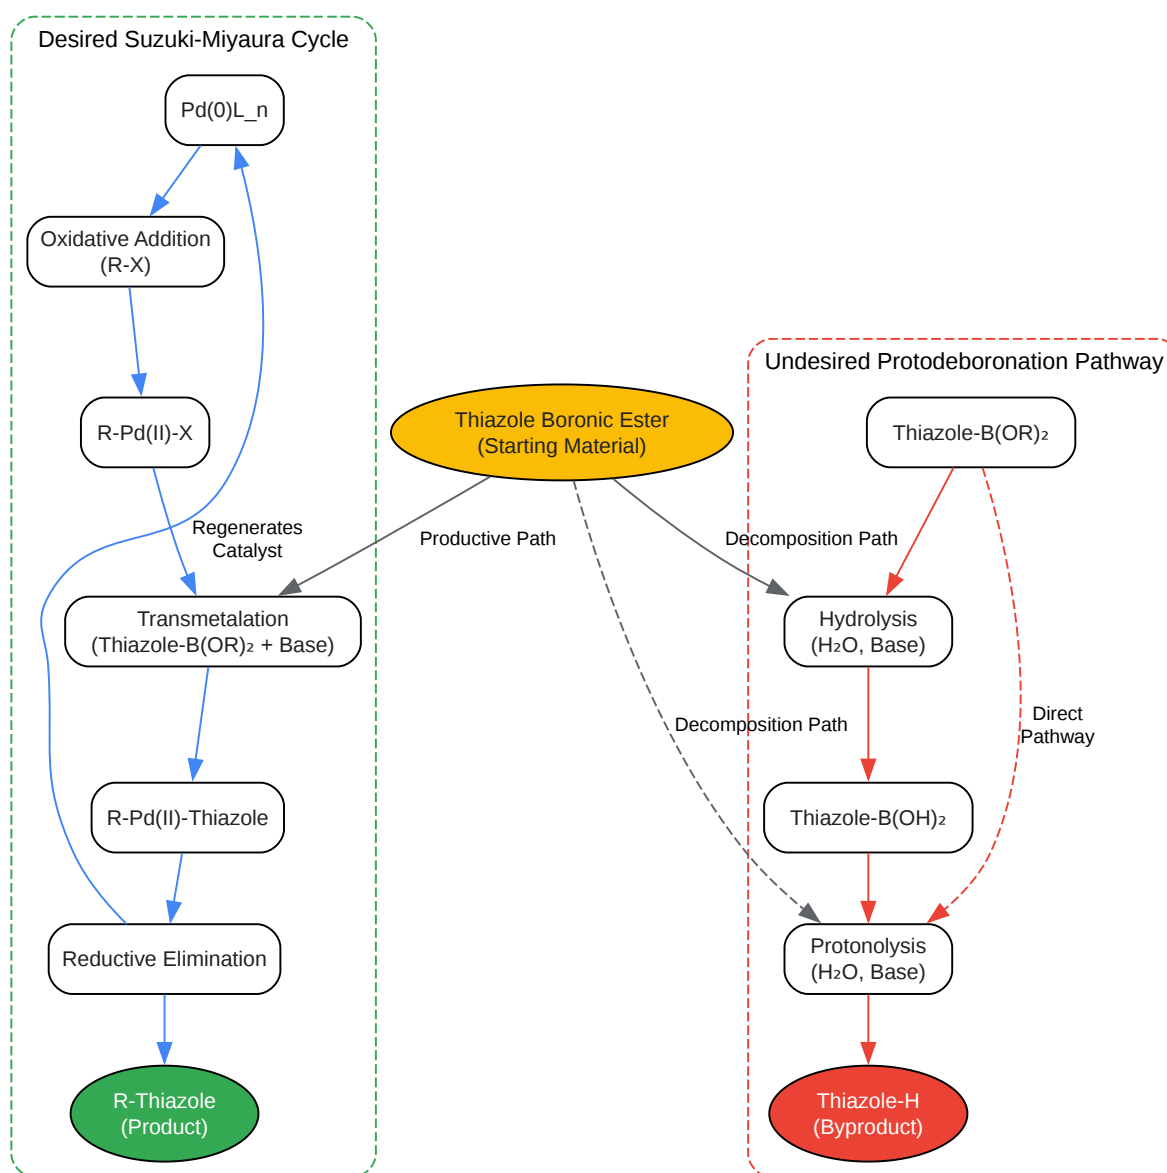 Desired Suzuki-Miyaura Cycle
Pd(0)L_n
Oxidative Addition
(R-X)
R-Pd(II)-X
Regenerates
Catalyst
Transmetalation
(Thiazole-B(OR)₂ + Base)
R-Pd(II)-Thiazole
Reductive Elimination
R-Thiazole
(Product)
Thiazole Boronic Ester
(Starting Material)
Productive Path
Decomposition Path
Decomposition Path
Undesired Protodeboronation Pathway
Thiazole-B(OR)₂
Hydrolysis
(H₂O, Base)
Direct
Pathway
Thiazole-B(OH)₂
Protonolysis
(H₂O, Base)
Thiazole-H
(Byproduct)